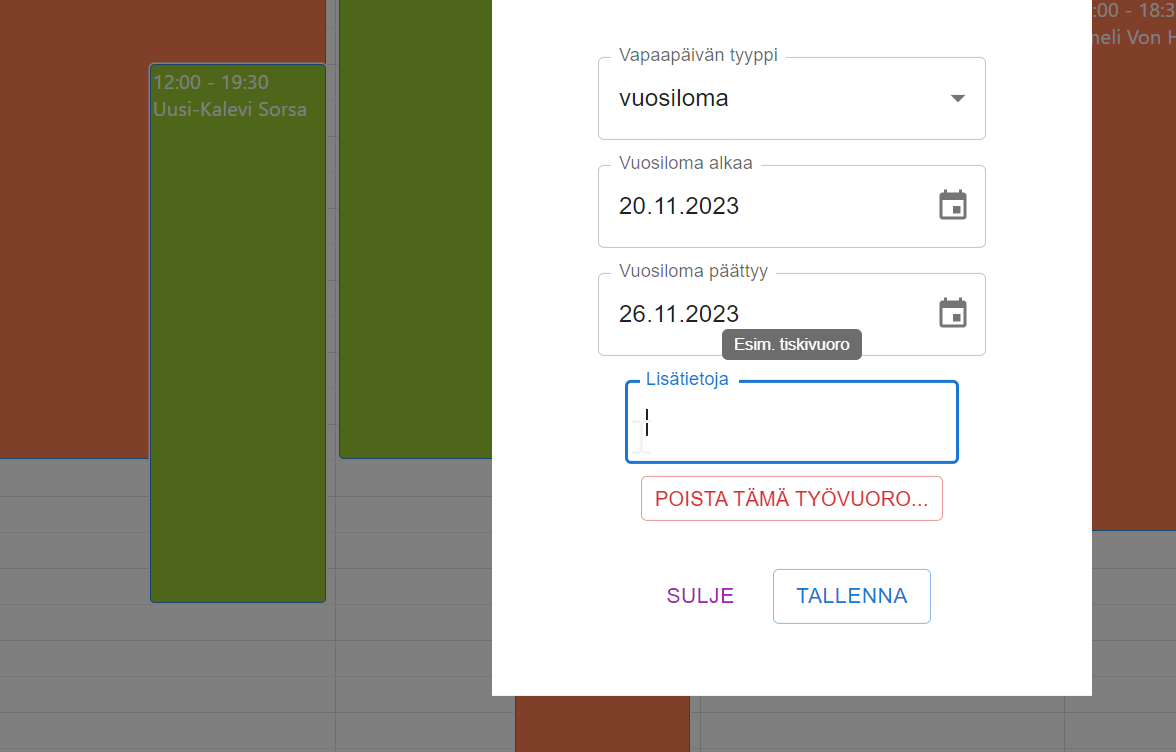 12:00 - 19:30
Uusi-Kalevi Sorsa
:00 - 18:3
Von H
Vapaapäivän tyyppi
vuosiloma
Vuosiloma alkaa
20.11.2023
Vuosiloma päättyy
26.11.2023
Esim. tiskivuoro
Lisätietoja
POISTA TÄMÄ TYÖVUORO...
SULJE
TALLENNA